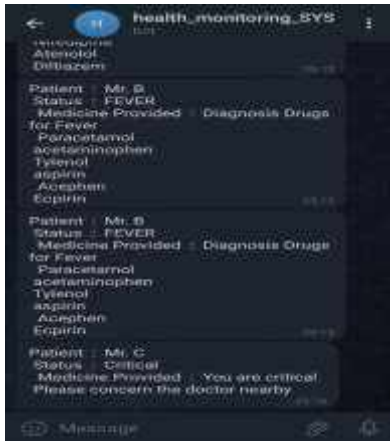 H health_monitoring_SYS
bot
Atenolol
Diltiazem
Patient : Mr. B
Status : FEVER
Medicine Provided : Diagnosis Drugs
for Fever
Paracetamol
acetaminophen
Tylenol
aspirin
Acephen
Ecpirin
Patient : Mr. B
Status : FEVER
Medicine Provided : Diagnosis Drugs
for Fever
Paracetamol
acetaminophen
Tylenol
aspirin
Acephen
Ecpirin
Patient : Mr. C
Status : Critical
Medicine Provided : You are critical
Please concern the doctor nearby
Message